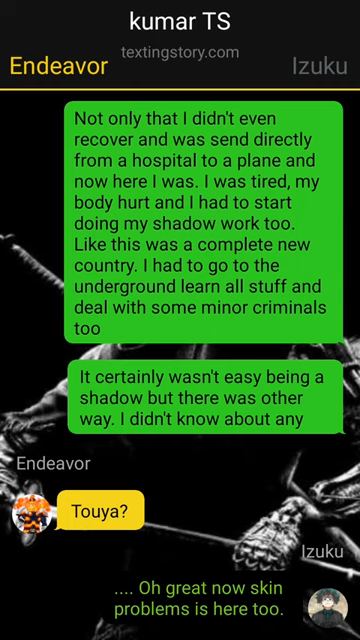 kumar TS
textingstory.com
Endeavor
Izuku
Not only that I didn't even
recover and was send directly
from a hospital to a plane and
now here I was. I was tired, my
body hurt and I had to start
doing my shadow work too.
Like this was a complete new
country. I had to go to the
underground learn all stuff and
deal with some minor criminals
too
It certainly wasn't easy being a
shadow but there was other
way. I didn't know about any
Endeavor
Touya?
Izuku
.... Oh great now skin
problems is here too.